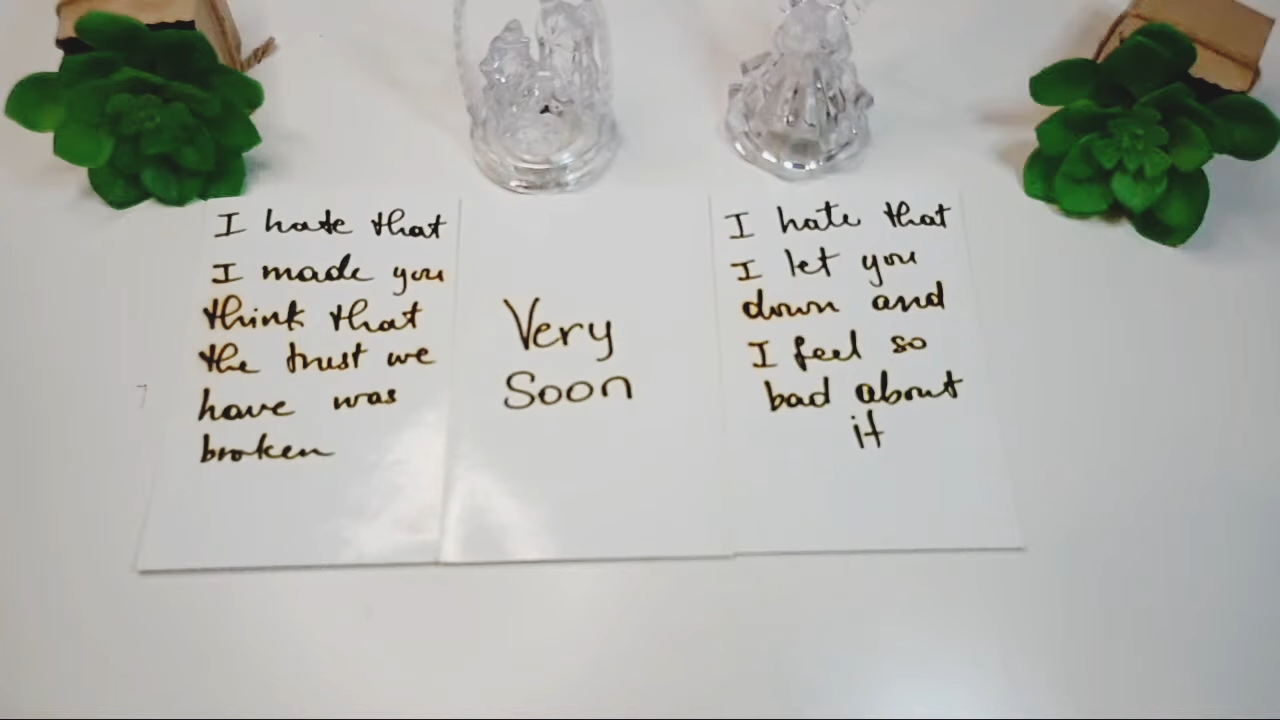 I hate that
I made you
think that
the trust we
have was
broken
Very
Soon
I hate that
I let you
down and
I feel so
bad about
it